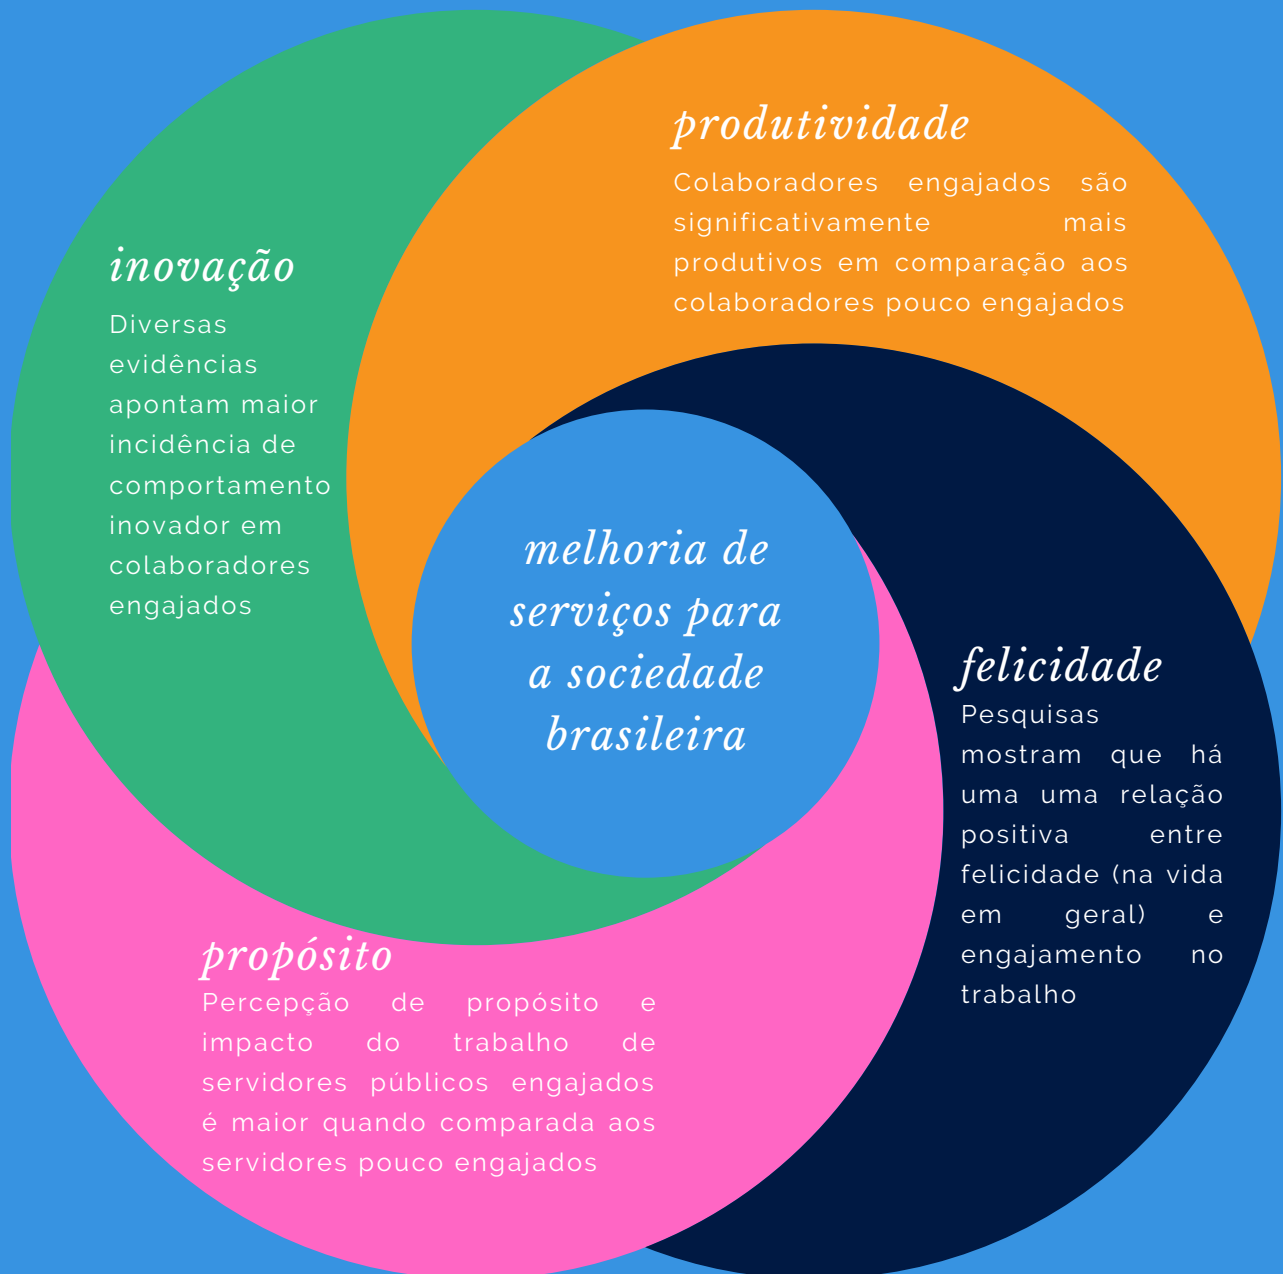 produtividade
Colaboradores engajados são
significativamente mais
produtivos em comparação aos
colaboradores pouco engajados
inovação
Diversas
evidências
apontam maior
incidência de
comportamento
inovador em
colaboradores
engajados
melhoria de
serviços para
a sociedade
brasileira
felicidade
Pesquisas
mostram que há
uma uma relação
positiva entre
felicidade (na vida
em geral) e
engajamento no
trabalho
propósito
Percepção de propósito e
impacto do trabalho de
servidores públicos engajados
é maior quando comparada aos
servidores pouco engajados